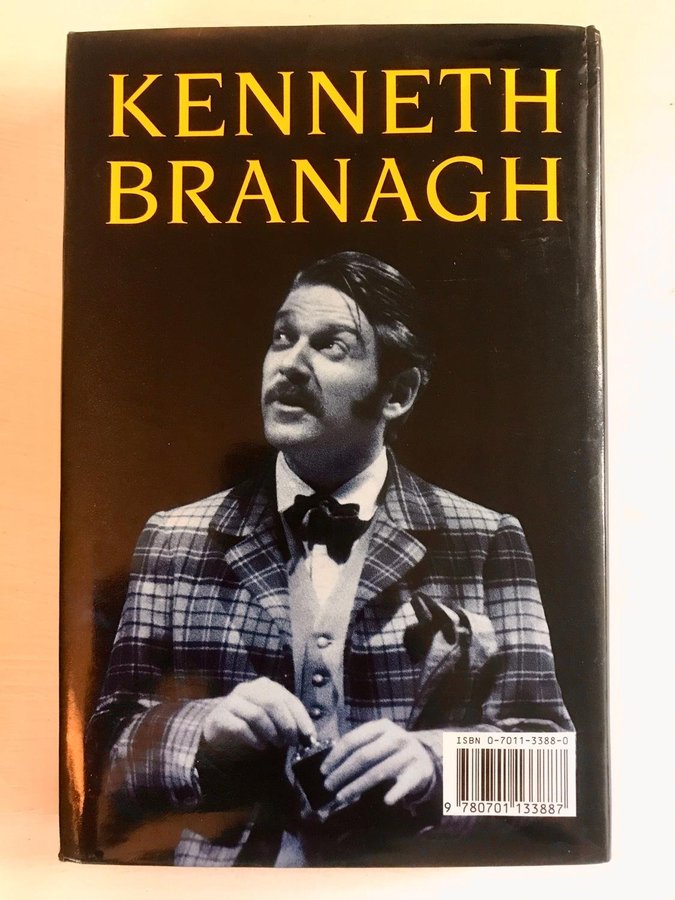 KENNETH
BRANAGH
ISBN 0-7011-3388-0
9 780701 133887